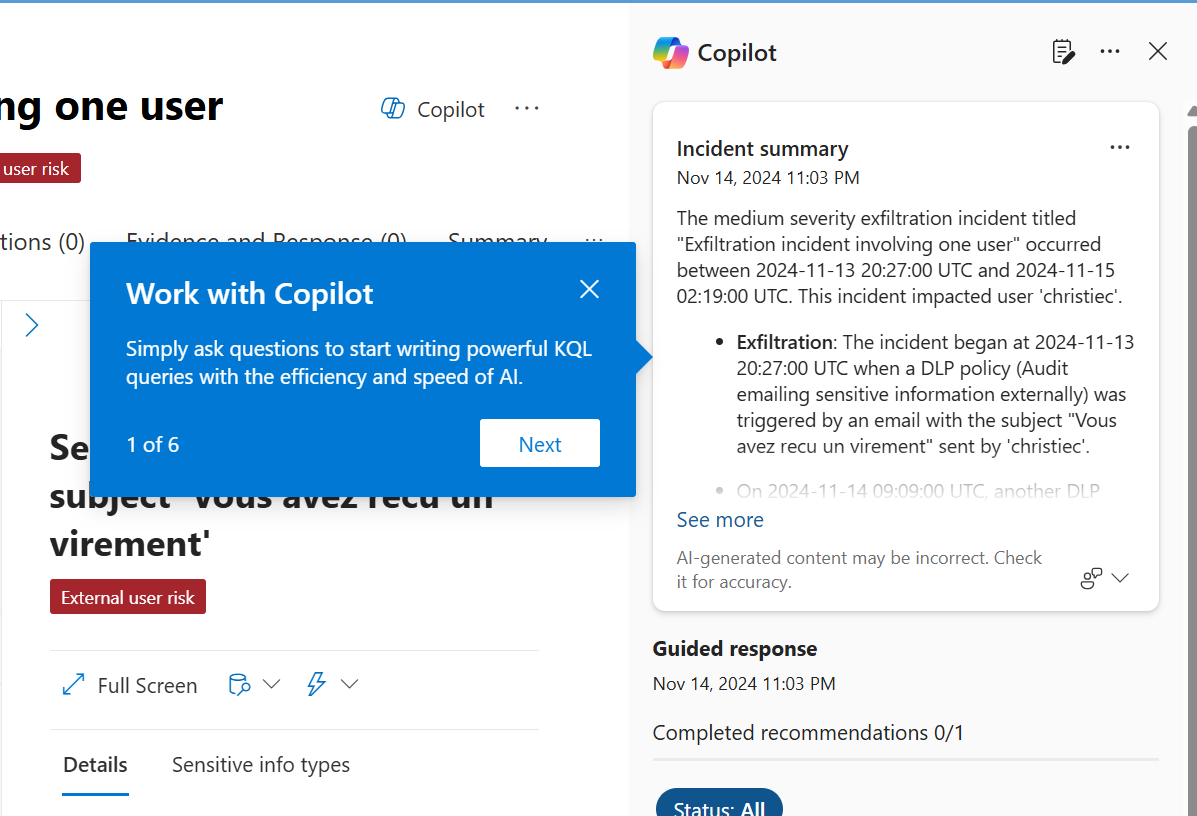 Copilot
ng one user
Copilot
user risk
tions (0)
Evidence and Response (0)
Summary
Work with Copilot
Simply ask questions to start writing powerful KQL
queries with the efficiency and speed of AI.
1 of 6
Next
Se
subject 'Vous avez recu un
virement'
External user risk
Full Screen
Details
Sensitive info types
Incident summary
Nov 14, 2024 11:03 PM
The medium severity exfiltration incident titled
"Exfiltration incident involving one user" occurred
between 2024-11-13 20:27:00 UTC and 2024-11-15
02:19:00 UTC. This incident impacted user 'christiec'.
• Exfiltration: The incident began at 2024-11-13
20:27:00 UTC when a DLP policy (Audit
emailing sensitive information externally) was
triggered by an email with the subject "Vous
avez recu un virement" sent by 'christiec'.
• On 2024-11-14 09:09:00 UTC, another DLP
See more
AI-generated content may be incorrect. Check
it for accuracy.
Guided response
Nov 14, 2024 11:03 PM
Completed recommendations 0/1
Status: All